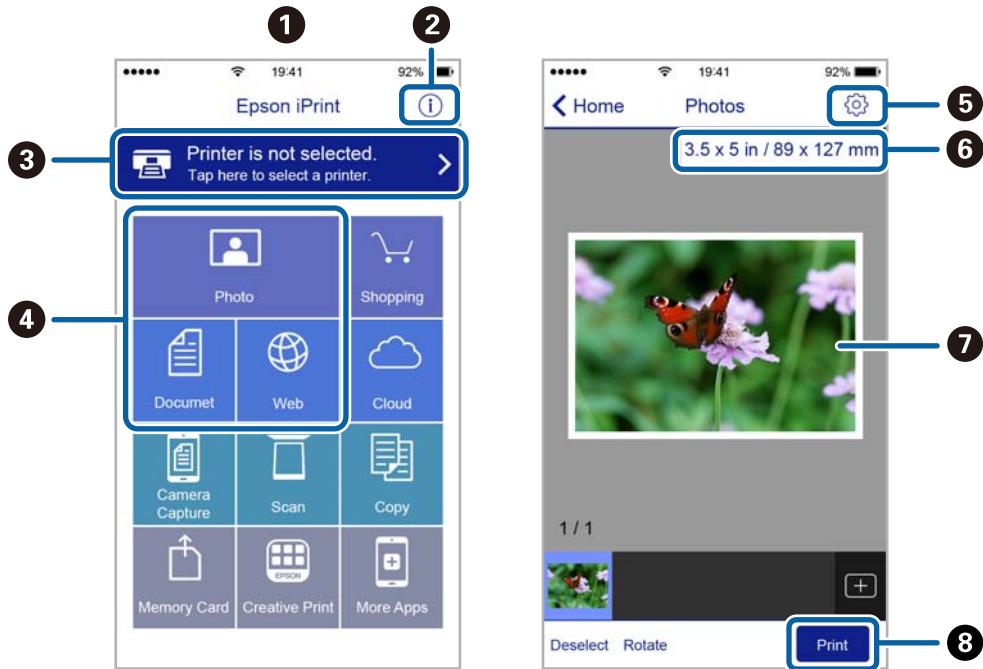 1
2
19:41
92%
Epson iPrint
i
3
Printer is not selected.
Tap here to select a printer.
4
Photo
Shopping
Documet
Web
Cloud
Camera
Capture
Scan
Copy
EPSON
Memory Card
Creative Print
More Apps
19:41
92%
Home
Photos
5
3.5 x 5 in / 89 x 127 mm
6
7
1 / 1
Deselect
Rotate
Print
8